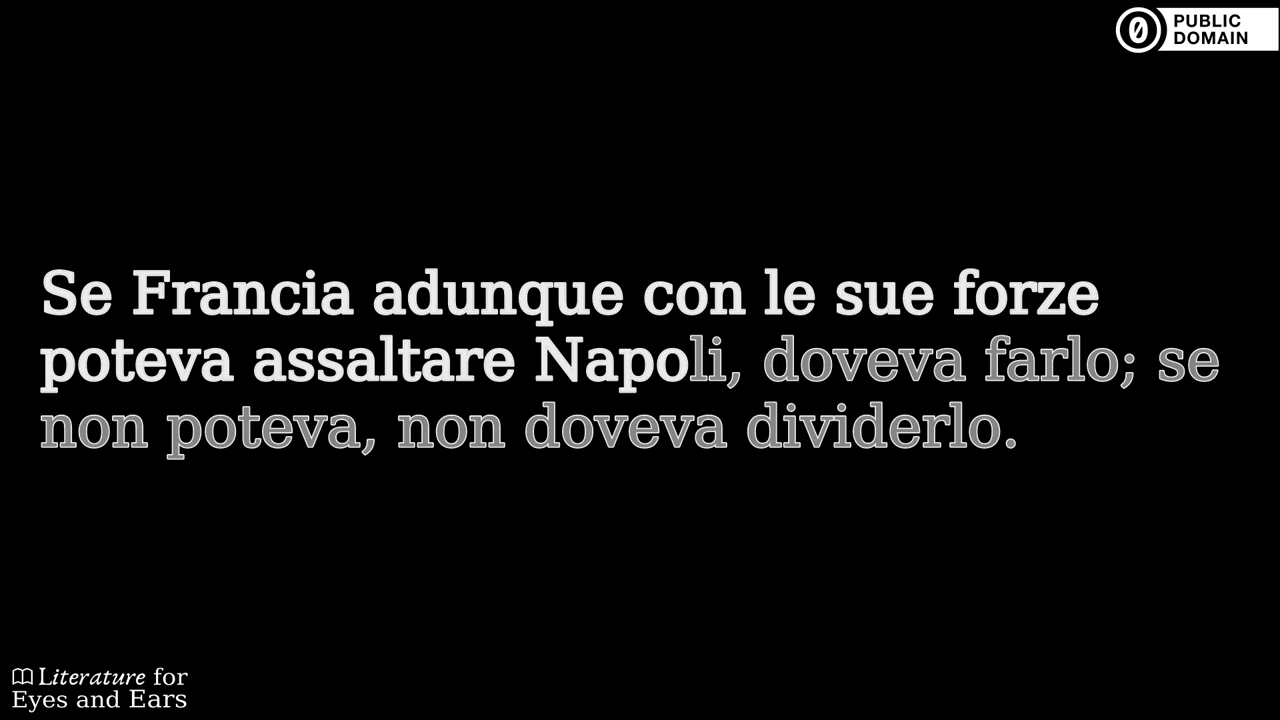 PUBLIC
DOMAIN
Se Francia adunque con le sue forze
poteva assaltare Napoli, doveva farlo; se
non poteva, non doveva dividerlo.
Literature for
Eyes and Ears